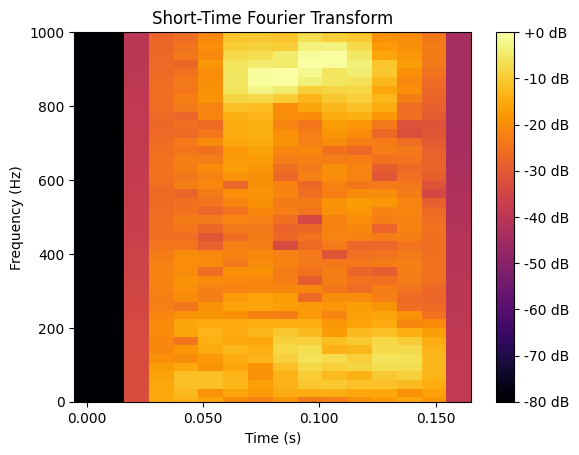 Short-Time Fourier Transform
Frequency (Hz)
1000
800
600
400
200
0
0.000
0.050
0.100
0.150
Time (s)
+0 dB
-10 dB
-20 dB
-30 dB
-40 dB
-50 dB
-60 dB
-70 dB
-80 dB